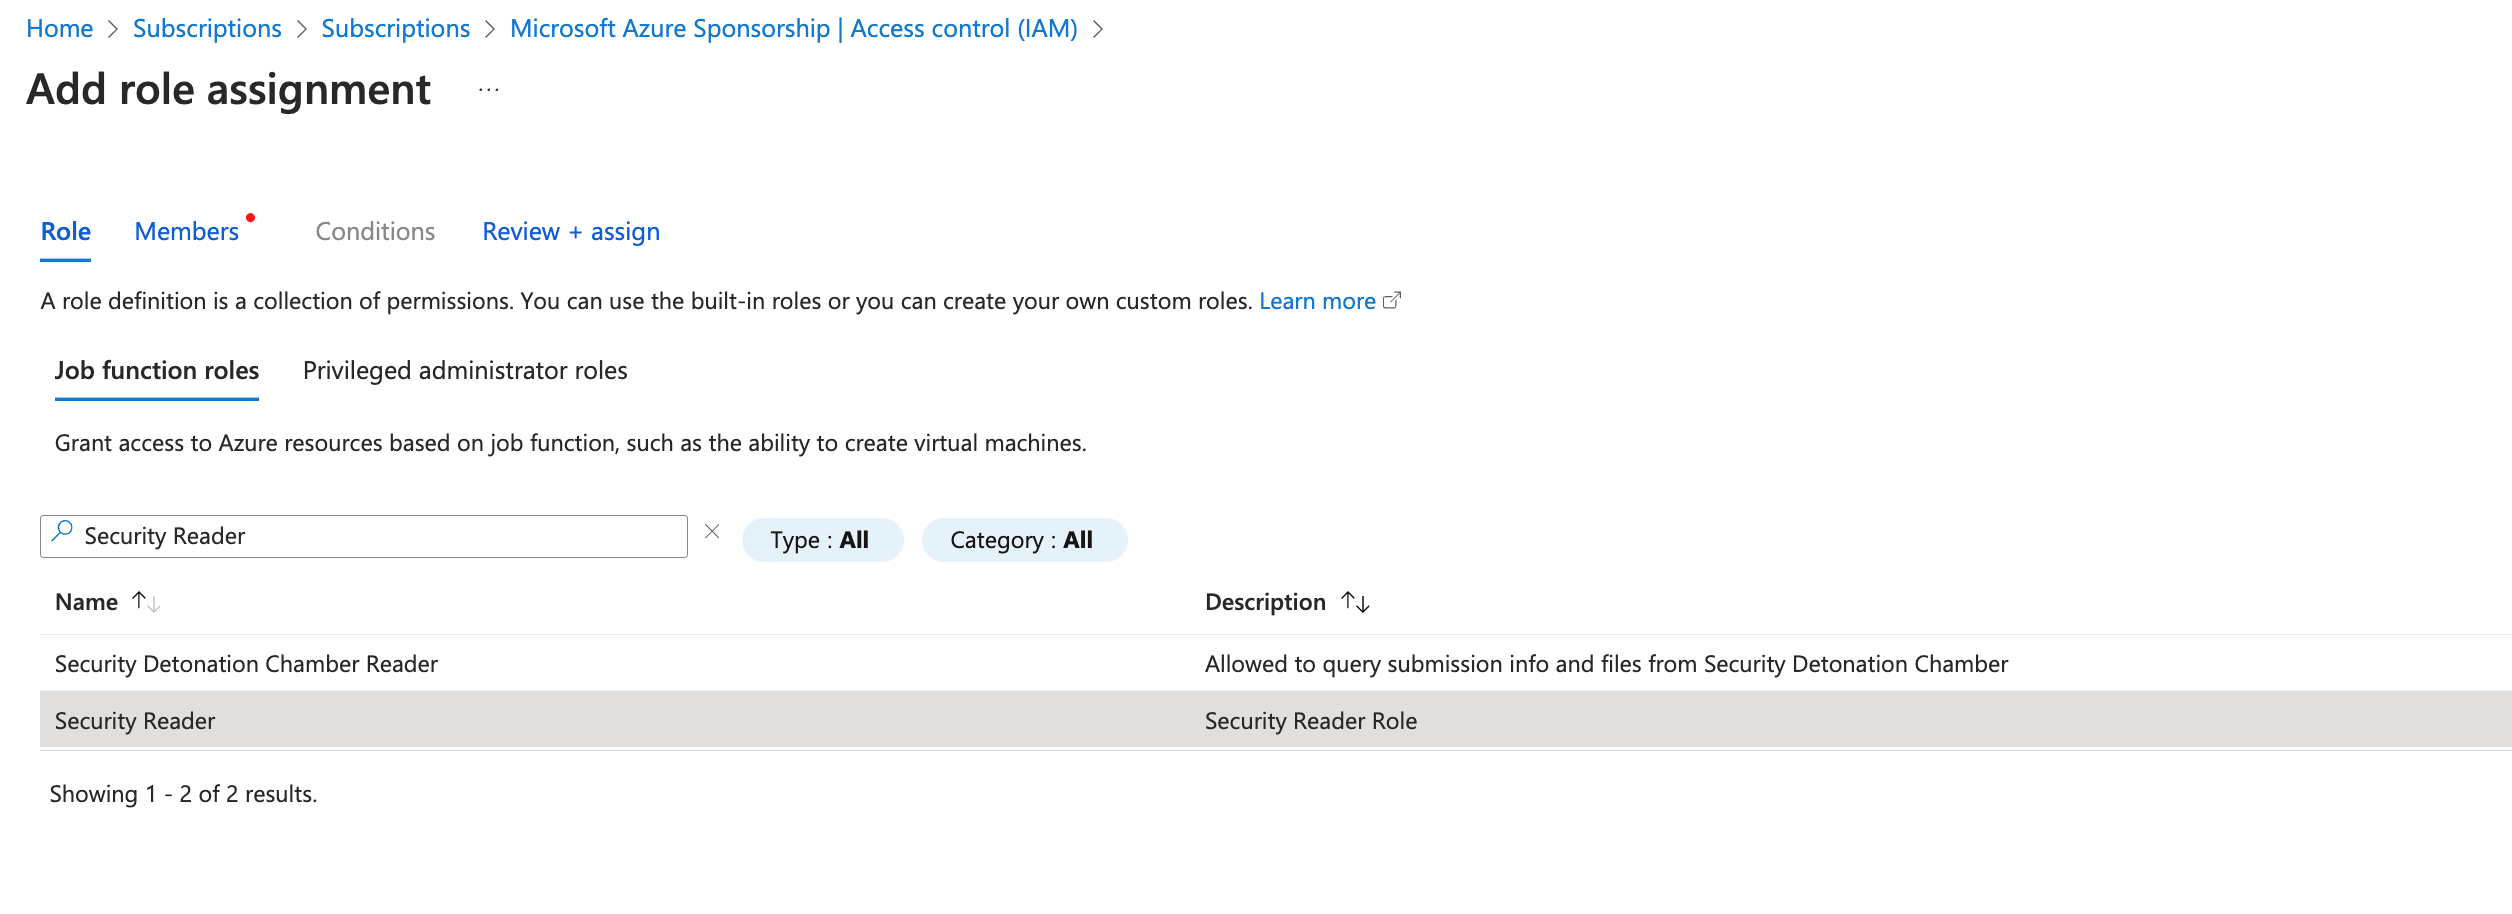 Home > Subscriptions > Subscriptions > Microsoft Azure Sponsorship | Access control (IAM) >
Add role assignment ...
Role Members Conditions Review + assign
A role definition is a collection of permissions. You can use the built-in roles or you can create your own custom roles. Learn more
Job function roles Privileged administrator roles
Grant access to Azure resources based on job function, such as the ability to create virtual machines.
Security Reader Type : All Category : All
Name ↑↓ Description ↑↓
Security Detonation Chamber Reader Allowed to query submission info and files from Security Detonation Chamber
Security Reader Security Reader Role
Showing 1 - 2 of 2 results.